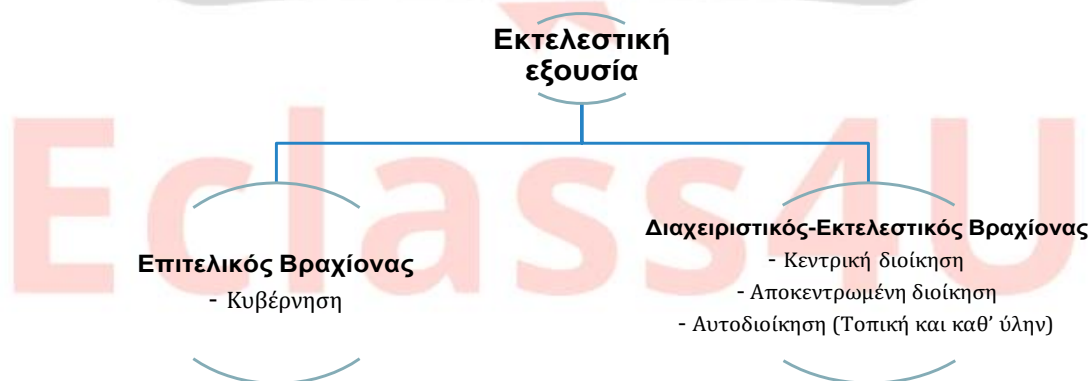 Εκτελεστική
εξουσία
Eclass4U
Επιτελικός Βραχίονας
- Κυβέρνηση
Διαχειριστικός-Εκτελεστικός Βραχίονας
- Κεντρική διοίκηση
- Αποκεντρωμένη διοίκηση
- Αυτοδιοίκηση (Τοπική και καθ’ ύλην)